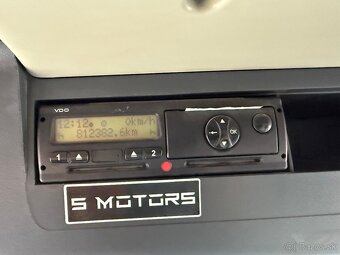 VDO
12:12 0km/h
812382.6km h
OK
1 2
S MOTORS